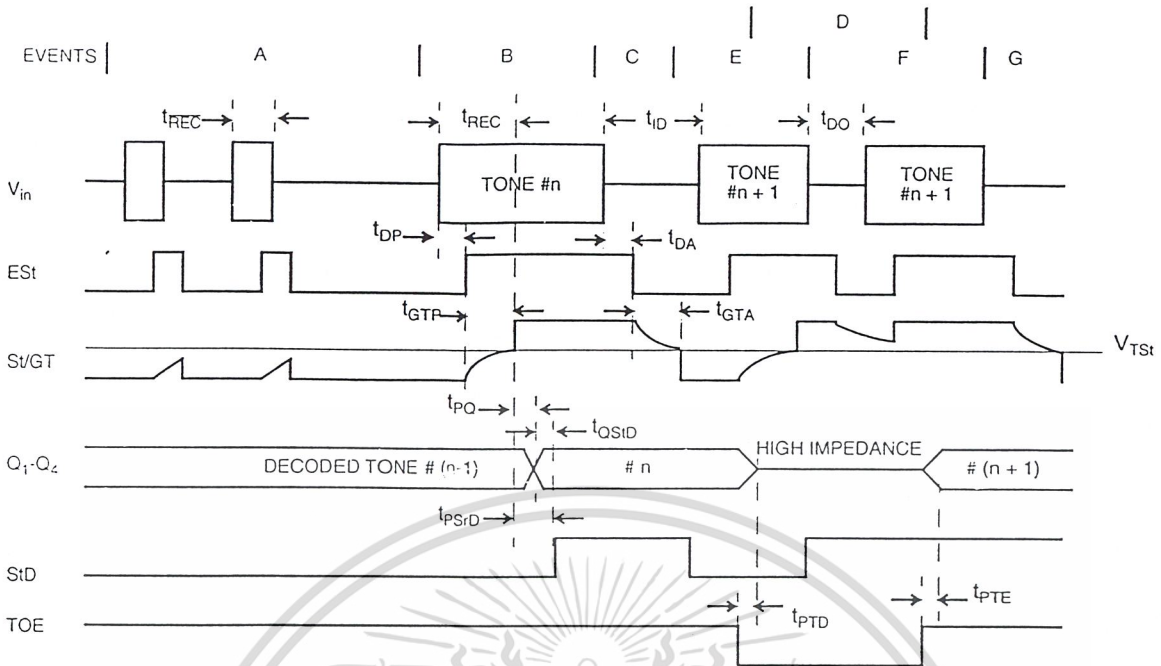 D
EVENTS A B C E F G
tREC tREC tID tDO
Vin TONE #n TONE #n + 1 TONE #n + 1
tDP tDA
ESt
tGTP tGTA
VTSt
St/GT
tPQ
tQStD
HIGH IMPEDANCE
Q1-Q4 DECODED TONE # (n-1) # n # (n + 1)
tPSrD
StD
tPTE
tPTD
TOE